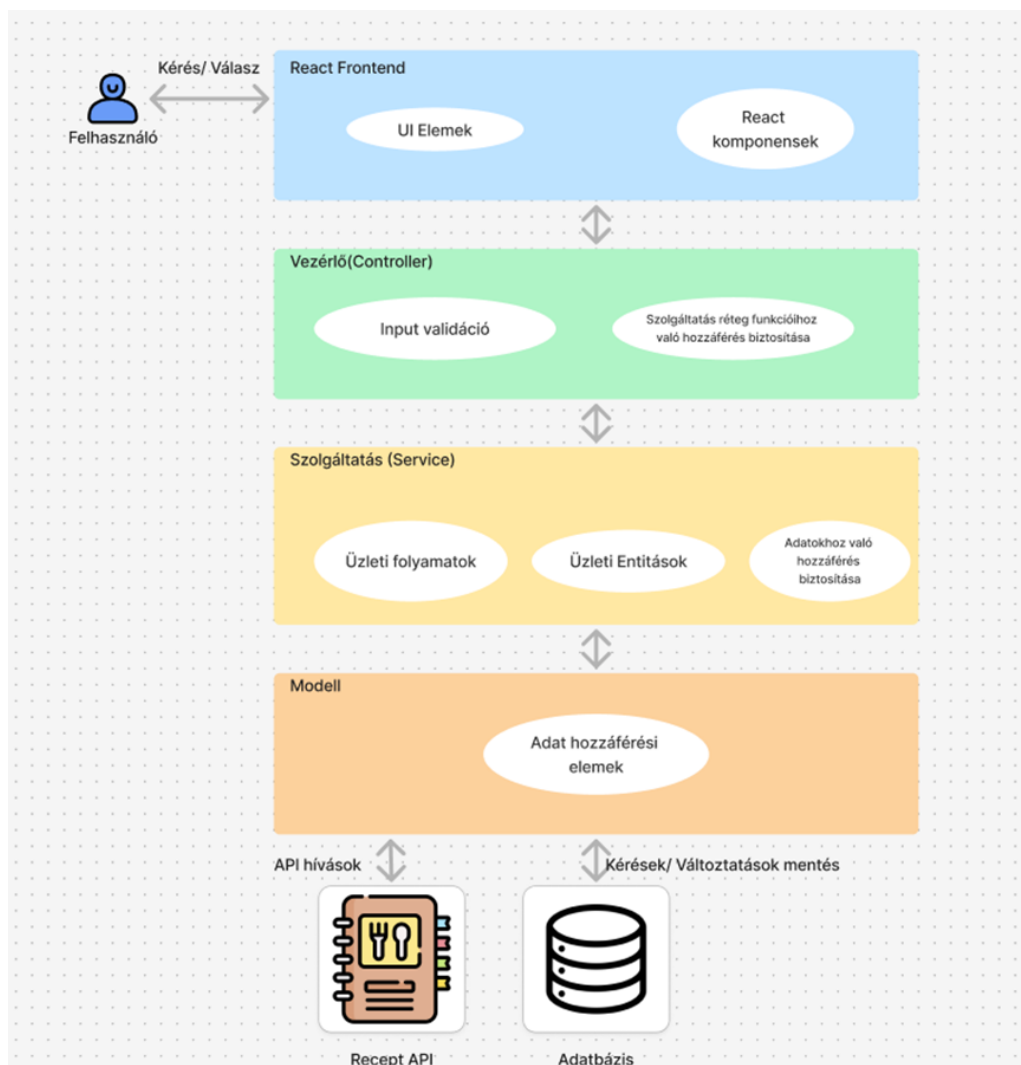 Kérés/ Válasz
Felhasználó
React Frontend
UI Elemek
React
komponensek
Vezérlő(Controller)
Input validáció
Szolgáltatás réteg funkcióihoz
való hozzáférés biztosítása
Szolgáltatás (Service)
Üzleti folyamatok
Üzleti Entitások
Adatokhoz való
hozzáférés
biztosítása
Modell
Adat hozzáférési
elemek
API hívások
Kérések/ Változtatások mentés
Recept API
Adatbázis